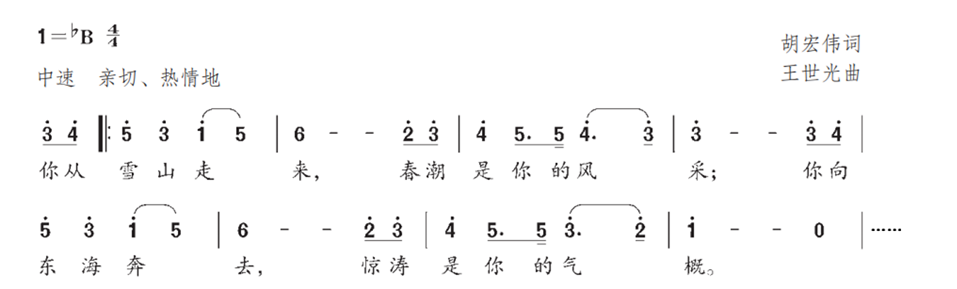 1=♭B 4/4
胡宏伟词
中速 亲切、热情地
王世光曲
3̇ 4̇ ‖: 5̇ 3̇ 1̇ 5 | 6 - - 2̇ 3̇ | 4̇ 5. 5 4̇. 3̇ | 3̇ - - 3̇ 4̇ |
你从 雪 山 走 来， 春潮 是 你 的风 采； 你向
5̇ 3̇ 1̇ 5 | 6 - - 2̇ 3̇ | 4̇ 5. 5 3̇. 2̇ | 1̇ - - 0 | ……
东 海 奔 去， 惊涛 是 你 的气 概。